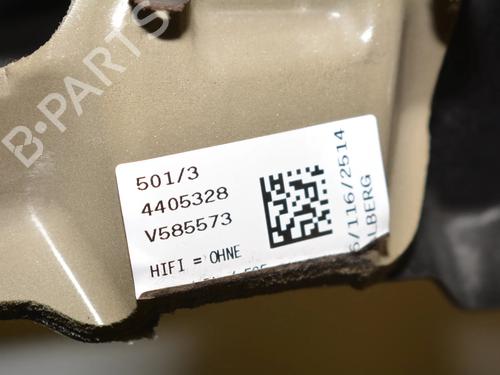 B-PARTS
501/3
4405328
V585573
HIFI = OHNE
6/116/2514
LBERG